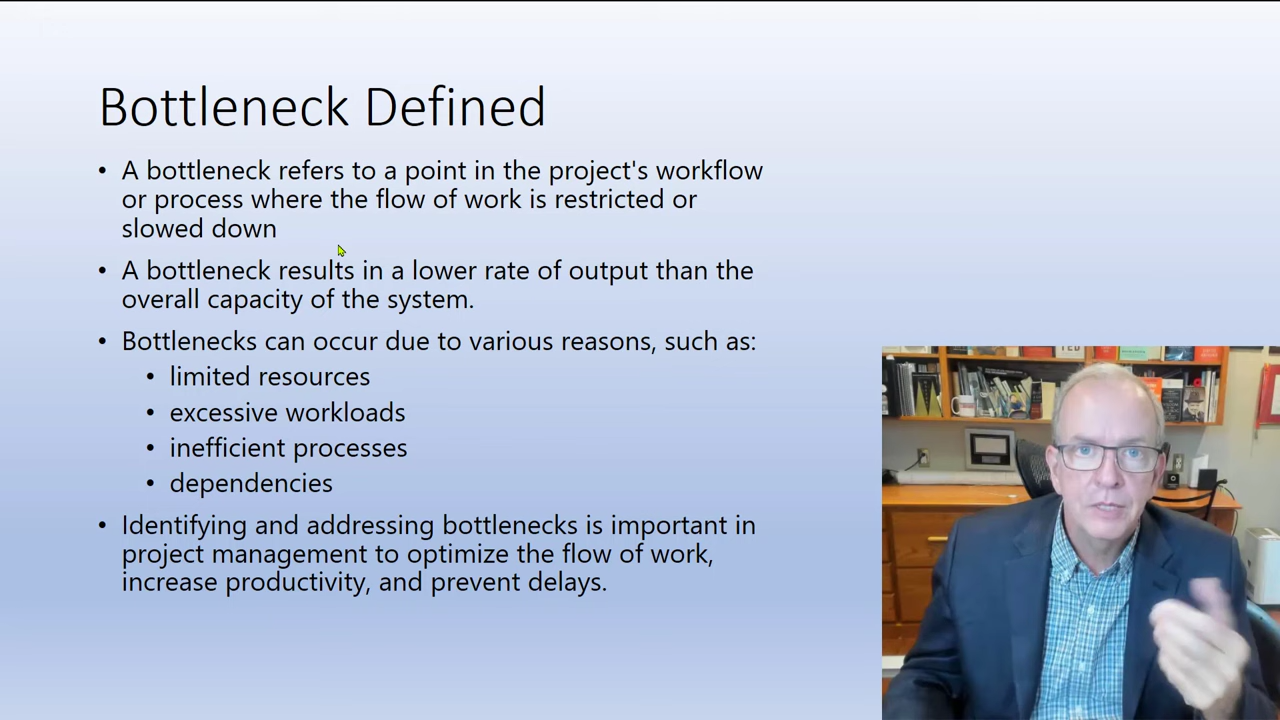 Bottleneck Defined
• A bottleneck refers to a point in the project's workflow
or process where the flow of work is restricted or
slowed down
• A bottleneck results in a lower rate of output than the
overall capacity of the system.
• Bottlenecks can occur due to various reasons, such as:
• limited resources
• excessive workloads
• inefficient processes
• dependencies
• Identifying and addressing bottlenecks is important in
project management to optimize the flow of work,
increase productivity, and prevent delays.
TED